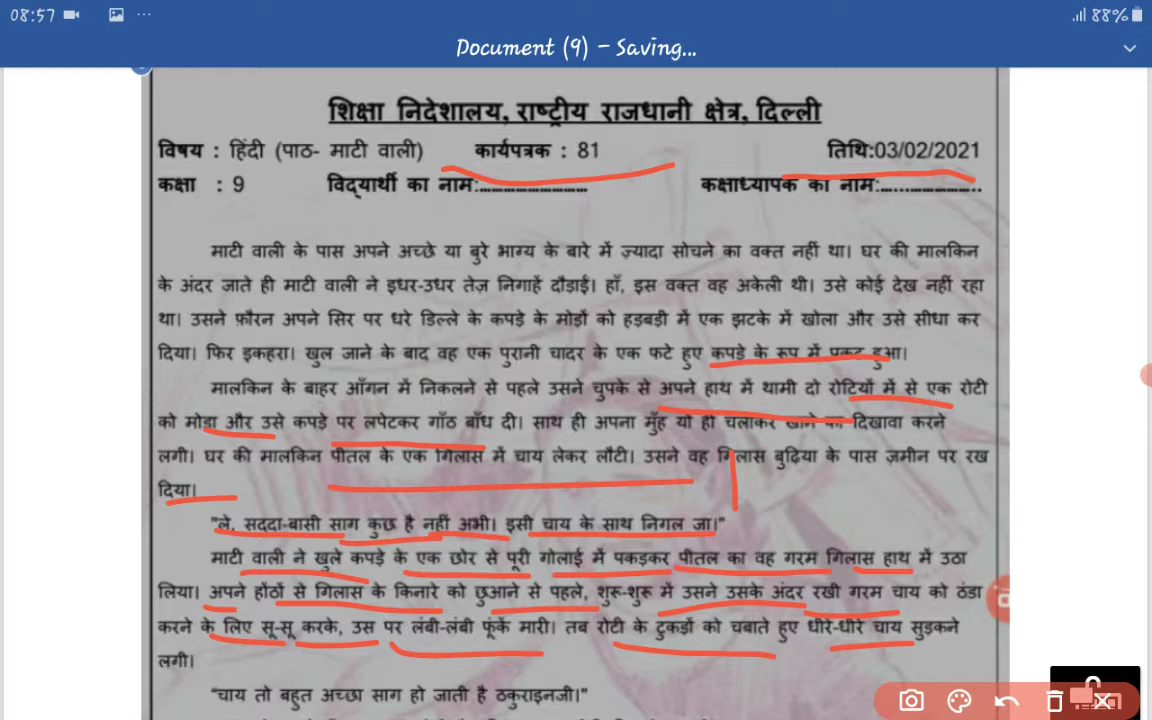 08:57 ... 88%
Document (9) – Saving...
शिक्षा निदेशालय, राष्ट्रीय राजधानी क्षेत्र, दिल्ली
विषय : हिंदी (पाठ- माटी वाली) कार्यपत्रक : 81 तिथि:03/02/2021
कक्षा : 9 विद्यार्थी का नाम:........................ कक्षाध्यापक का नाम:......................
माटी वाली के पास अपने अच्छे या बुरे भाग्य के बारे में ज़्यादा सोचने का वक्त नहीं था। घर की मालकिन
के अंदर जाते ही माटी वाली ने इधर-उधर तेज़ निगाहें दौड़ाई। हाँ, इस वक्त वह अकेली थी। उसे कोई देख नहीं रहा
था। उसने फ़ौरन अपने सिर पर धरे डिल्ले के कपड़े के मोड़ों को हड़बड़ी में एक झटके में खोला और उसे सीधा कर
दिया। फिर इकहरा। खुल जाने के बाद वह एक पुरानी चादर के एक फटे हुए कपड़े के रूप में प्रकट हुआ।
मालकिन के बाहर आँगन में निकलने से पहले उसने चुपके से अपने हाथ में थामी दो रोटियों में से एक रोटी
को मोड़ा और उसे कपड़े पर लपेटकर गाँठ बाँध दी। साथ ही अपना मुँह यो ही चलाकर खाने का दिखावा करने
लगी। घर की मालकिन पीतल के एक गिलास में चाय लेकर लौटी। उसने वह गिलास बुढ़िया के पास ज़मीन पर रख
दिया।
"ले, सददा-बासी साग कुछ है नहीं अभी। इसी चाय के साथ निगल जा।"
माटी वाली ने खुले कपड़े के एक छोर से पूरी गोलाई में पकड़कर पीतल का वह गरम गिलास हाथ में उठा
लिया। अपने होंठों से गिलास के किनारे को छुआने से पहले, शुरू-शुरू में उसने उसके अंदर रखी गरम चाय को ठंडा
करने के लिए सू-सू करके, उस पर लंबी-लंबी फूंकें मारी। तब रोटी के टुकड़ों को चबाते हुए धीरे-धीरे चाय सुड़कने
लगी।
"चाय तो बहुत अच्छा साग हो जाती है ठकुराइनजी।"